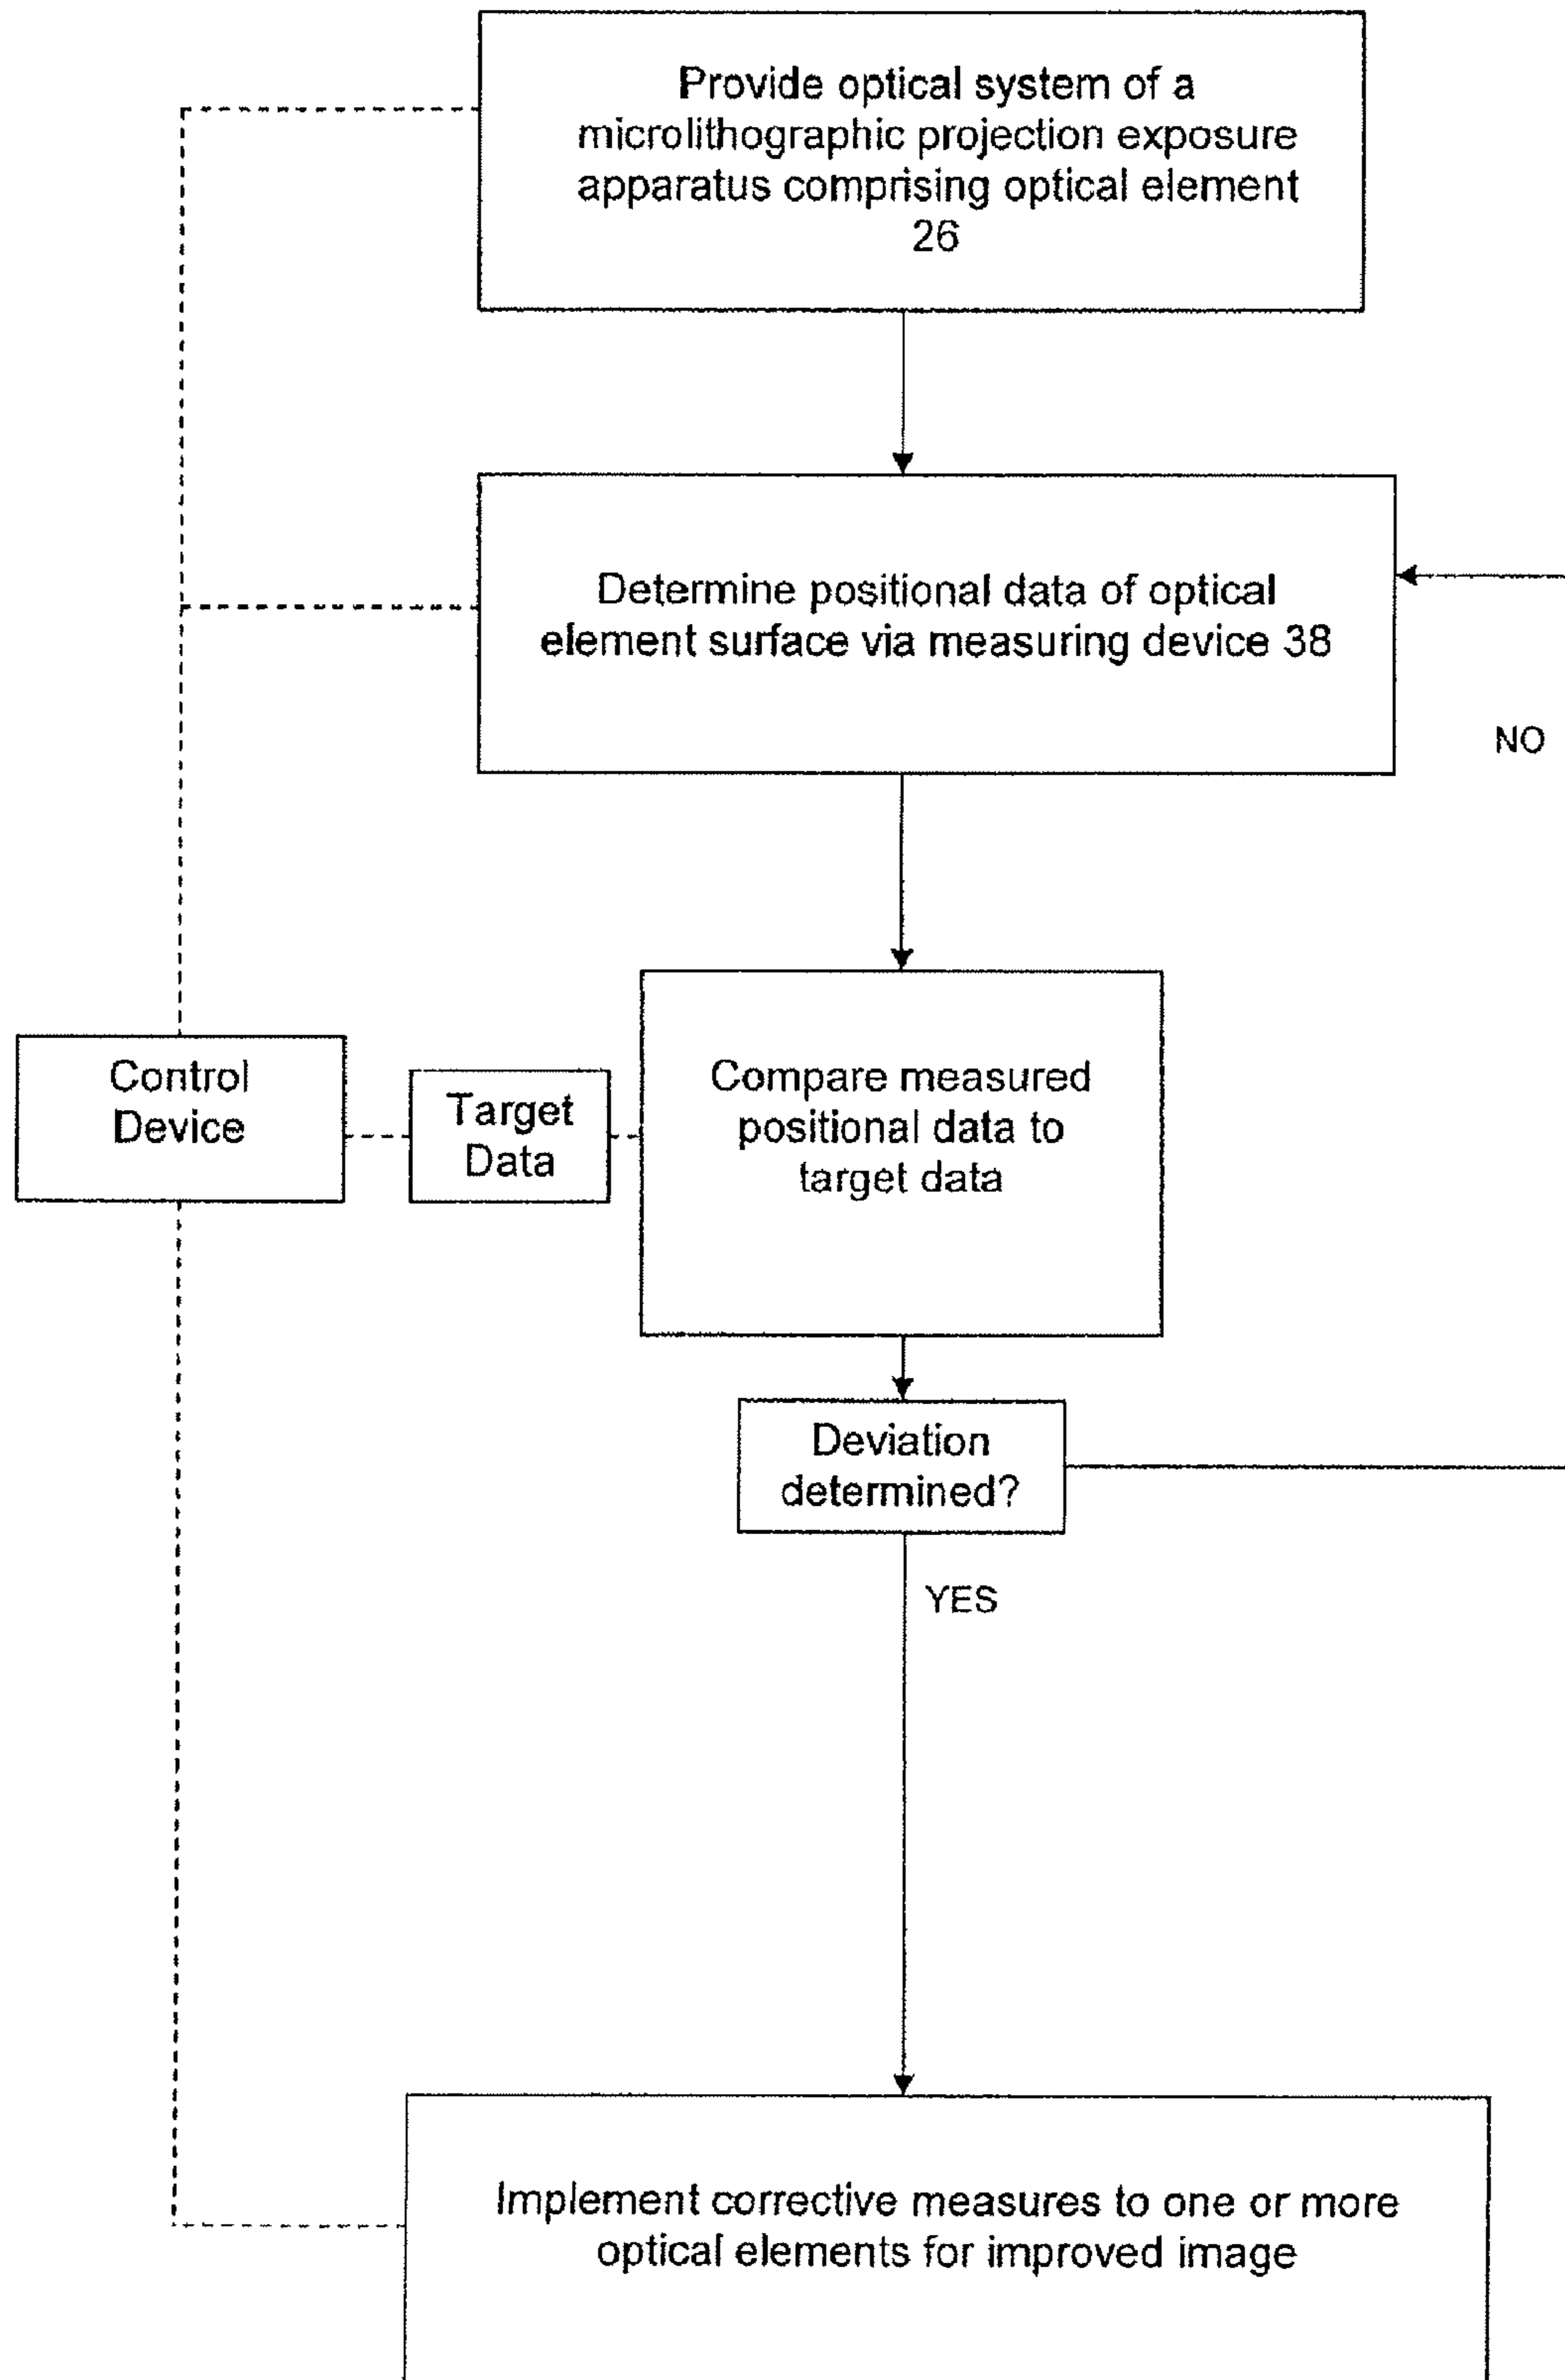 Provide optical system of a
microlithographic projection exposure
apparatus comprising optical element
26
Determine positional data of optical
element surface via measuring device 38
NO
Control
Device
Target
Data
Compare measured
positional data to
target data
Deviation
determined?
YES
Implement corrective measures to one or more
optical elements for improved image